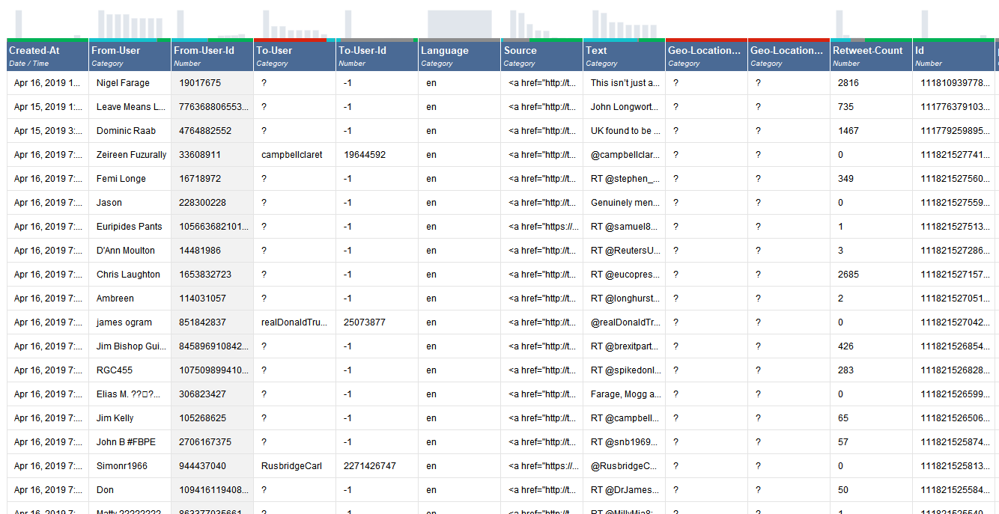 Created-At From-User From-User-Id To-User To-User-Id Language Source Text Geo-Location... Geo-Location... Retweet-Count Id
Date / Time Category Number Category Number Category Category Category Category Category Number Number
Apr 16, 2019 1... Nigel Farage 19017675 ? -1 en <a href="http://t... This isn't just a... ? ? 2816 111810939778...
Apr 15, 2019 1:... Leave Means L... 776368806553... ? -1 en <a href="http://t... John Longwort... ? ? 735 111776379103...
Apr 15, 2019 3:... Dominic Raab 4764882552 ? -1 en <a href="http://t... UK found to be ... ? ? 1467 111779259895...
Apr 16, 2019 7:... Zeireen Fuzurally 33608911 campbellclaret 19644592 en <a href="http://t... @campbellclar... ? ? 0 111821527741...
Apr 16, 2019 7:... Femi Longe 16718972 ? -1 en <a href="http://t... RT @stephen_... ? ? 349 111821527560...
Apr 16, 2019 7:... Jason 228300228 ? -1 en <a href="http://t... Genuinely men... ? ? 0 111821527559...
Apr 16, 2019 7:... Euripides Pants 105663682101... ? -1 en <a href="https://... RT @samuel8... ? ? 1 111821527513...
Apr 16, 2019 7:... D'Ann Moulton 14481986 ? -1 en <a href="http://t... RT @ReutersU... ? ? 3 111821527286...
Apr 16, 2019 7:... Chris Laughton 1653832723 ? -1 en <a href="http://t... RT @eucopres... ? ? 2685 111821527157...
Apr 16, 2019 7:... Ambreen 114031057 ? -1 en <a href="http://t... RT @longhurst... ? ? 2 111821527051...
Apr 16, 2019 7:... james ogram 851842837 realDonaldTru... 25073877 en <a href="http://t... @realDonaldTr... ? ? 0 111821527042...
Apr 16, 2019 7:... Jim Bishop Gui... 845896910842... ? -1 en <a href="http://t... RT @brexitpart... ? ? 426 111821526854...
Apr 16, 2019 7:... RGC455 107509899410... ? -1 en <a href="http://t... RT @spikedonl... ? ? 283 111821526828...
Apr 16, 2019 7:... Elias M. ??□?... 306823427 ? -1 en <a href="http://t... Farage, Mogg a... ? ? 0 111821526599...
Apr 16, 2019 7:... Jim Kelly 105268625 ? -1 en <a href="http://t... RT @campbell... ? ? 65 111821526506...
Apr 16, 2019 7:... John B #FBPE 2706167375 ? -1 en <a href="http://t... RT @snb1969... ? ? 57 111821525874...
Apr 16, 2019 7:... Simonr1966 944437040 RusbridgeCarl 2271426747 en <a href="https://... @RusbridgeC... ? ? 0 111821525813...
Apr 16, 2019 7:... Don 109416119408... ? -1 en <a href="http://t... RT @DrJames... ? ? 50 111821525584...
Apr 16, 2019 7:... Matty ???????? 863377035661... ? -1 en <a href="http://t... RT @MillyMia8:... ? ? 1 111821525540...